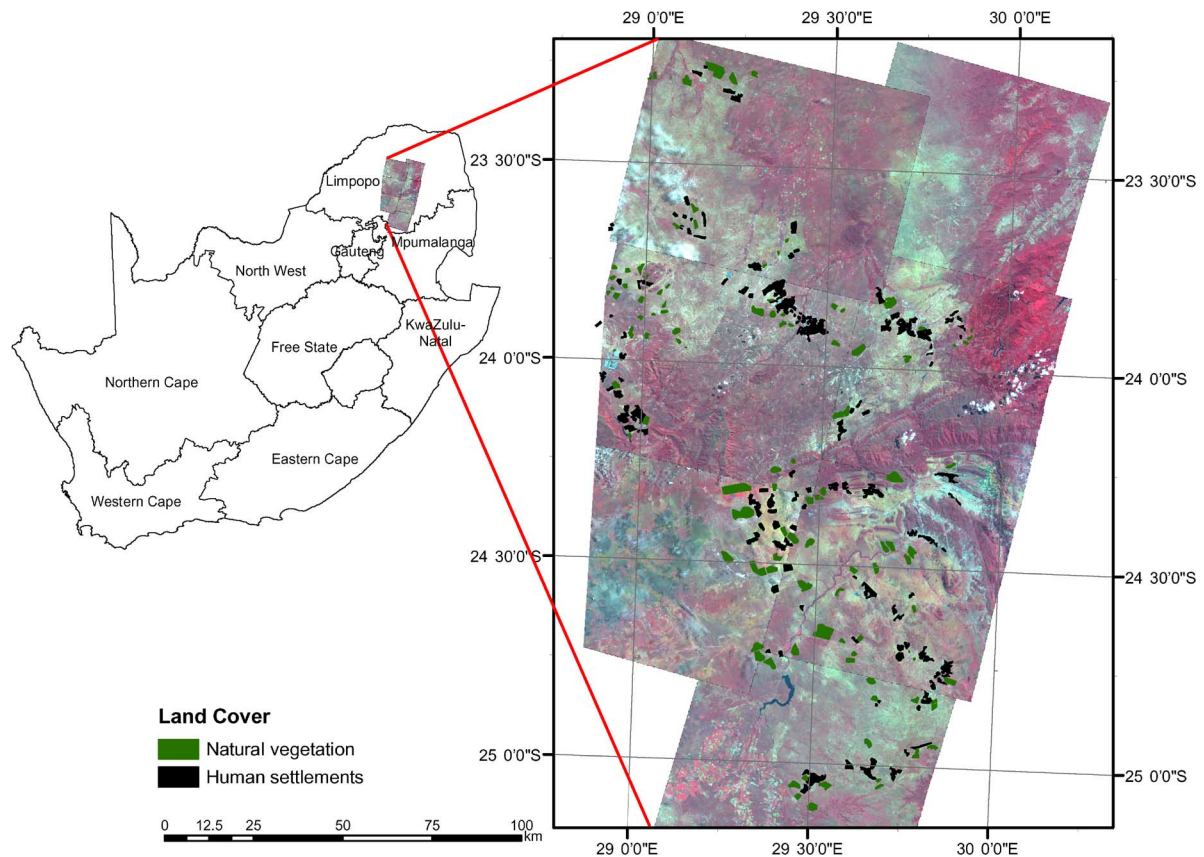 29 0'0"E
29 30'0"E
30 0'0"E
23 30'0"S
23 30'0"S
Limpopo
Mpumalanga
Gauteng
North West
KwaZulu-
Natal
Free State
24 0'0"S
24 0'0"S
Northern Cape
Eastern Cape
Western Cape
24 30'0"S
24 30'0"S
Land Cover
Natural vegetation
Human settlements
25 0'0"S
25 0'0"S
0 12.5 25 50 75 100
km
29 0'0"E
29 30'0"E
30 0'0"E